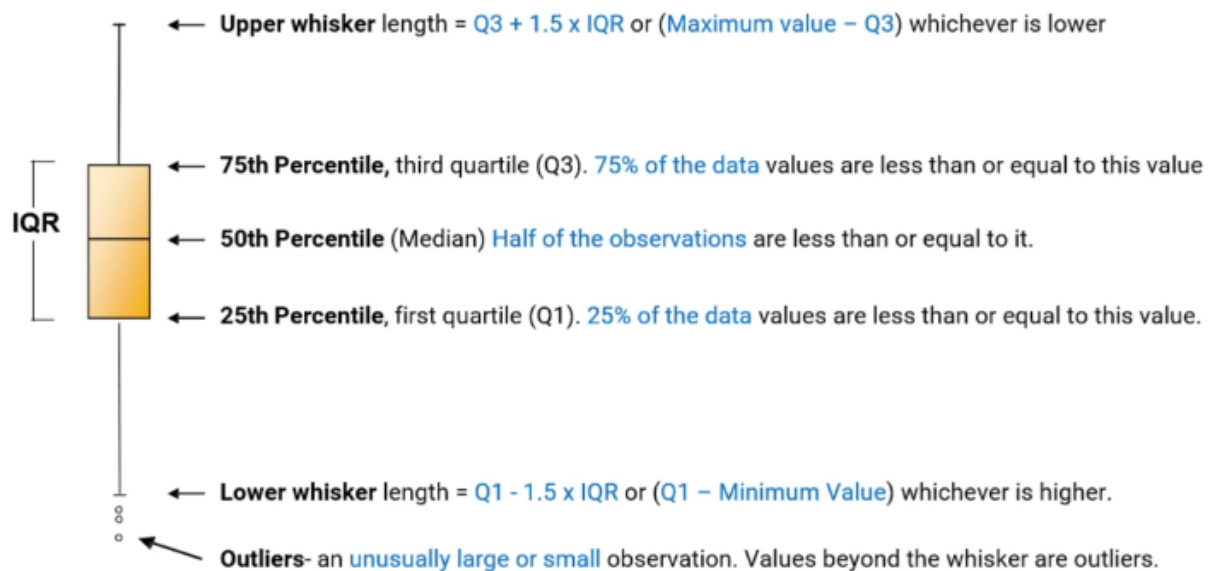 Upper whisker length = Q3 + 1.5 x IQR or (Maximum value – Q3) whichever is lower
75th Percentile, third quartile (Q3). 75% of the data values are less than or equal to this value
IQR
50th Percentile (Median) Half of the observations are less than or equal to it.
25th Percentile, first quartile (Q1). 25% of the data values are less than or equal to this value.
Lower whisker length = Q1 - 1.5 x IQR or (Q1 – Minimum Value) whichever is higher.
Outliers- an unusually large or small observation. Values beyond the whisker are outliers.